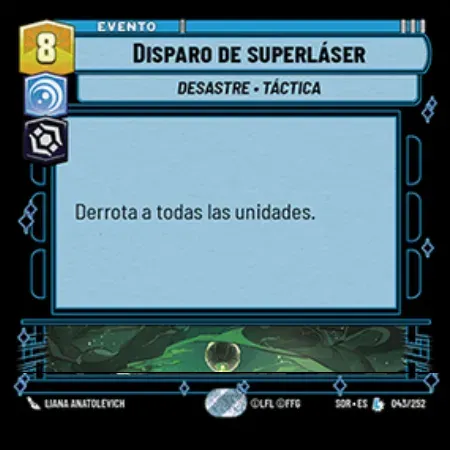 EVENTO
8
DISPARO DE SUPERLÁSER
DESASTRE • TÁCTICA
Derrota a todas las unidades.
LIANA ANATOLEVICH
©LFL ©FFG
SOR • ES
043/252